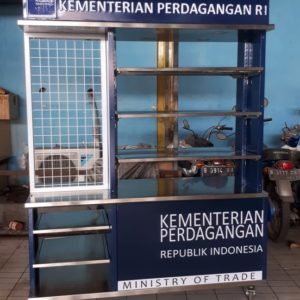 KEMENTERIAN PERDAGANGAN RI
KEMENTERIAN
PERDAGANGAN
REPUBLIK INDONESIA
MINISTRY OF TRADE